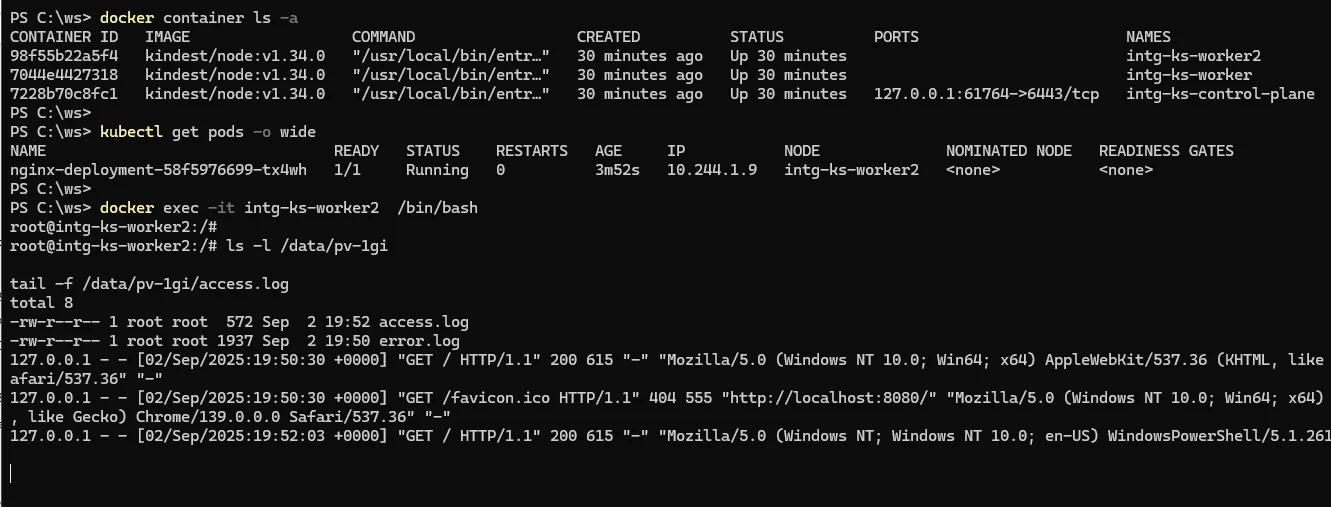 PS C:\ws> docker container ls -a
CONTAINER ID   IMAGE                  COMMAND                  CREATED          STATUS          PORTS                       NAMES
98f55b22a5f4   kindest/node:v1.34.0   "/usr/local/bin/entr…"   30 minutes ago   Up 30 minutes                               intg-ks-worker2
7044e4427318   kindest/node:v1.34.0   "/usr/local/bin/entr…"   30 minutes ago   Up 30 minutes                               intg-ks-worker
7228b70c8fc1   kindest/node:v1.34.0   "/usr/local/bin/entr…"   30 minutes ago   Up 30 minutes   127.0.0.1:61764->6443/tcp   intg-ks-control-plane
PS C:\ws>
PS C:\ws> kubectl get pods -o wide
NAME                                READY   STATUS    RESTARTS   AGE     IP           NODE              NOMINATED NODE   READINESS GATES
nginx-deployment-58f5976699-tx4wh   1/1     Running   0          3m52s   10.244.1.9   intg-ks-worker2   <none>           <none>
PS C:\ws>
PS C:\ws> docker exec -it intg-ks-worker2  /bin/bash
root@intg-ks-worker2:/#
root@intg-ks-worker2:/# ls -l /data/pv-1gi
tail -f /data/pv-1gi/access.log
total 8
-rw-r--r-- 1 root root  572 Sep  2 19:52 access.log
-rw-r--r-- 1 root root 1937 Sep  2 19:50 error.log
127.0.0.1 - - [02/Sep/2025:19:50:30 +0000] "GET / HTTP/1.1" 200 615 "-" "Mozilla/5.0 (Windows NT 10.0; Win64; x64) AppleWebKit/537.36 (KHTML, like
afari/537.36" "-"
127.0.0.1 - - [02/Sep/2025:19:50:30 +0000] "GET /favicon.ico HTTP/1.1" 404 555 "http://localhost:8080/" "Mozilla/5.0 (Windows NT 10.0; Win64; x64)
, like Gecko) Chrome/139.0.0.0 Safari/537.36" "-"
127.0.0.1 - - [02/Sep/2025:19:52:03 +0000] "GET / HTTP/1.1" 200 615 "-" "Mozilla/5.0 (Windows NT; Windows NT 10.0; en-US) WindowsPowerShell/5.1.261